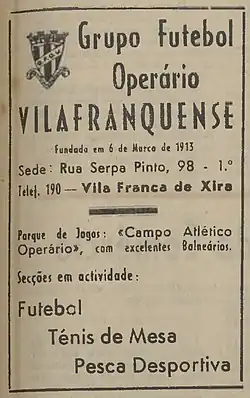 Grupo Futebol
Operário
VILAFRANQUENSE
Fundado em 6 de Março de 1913
Sede: Rua Serpa Pinto, 98 - 1.º
Telef. 190 — Vila Franca de Xira
Parque de Jogos: «Campo Atlético
Operário», com excelentes Balneários.
Secções em actividade:
Futebol
Ténis de Mesa
Pesca Desportiva